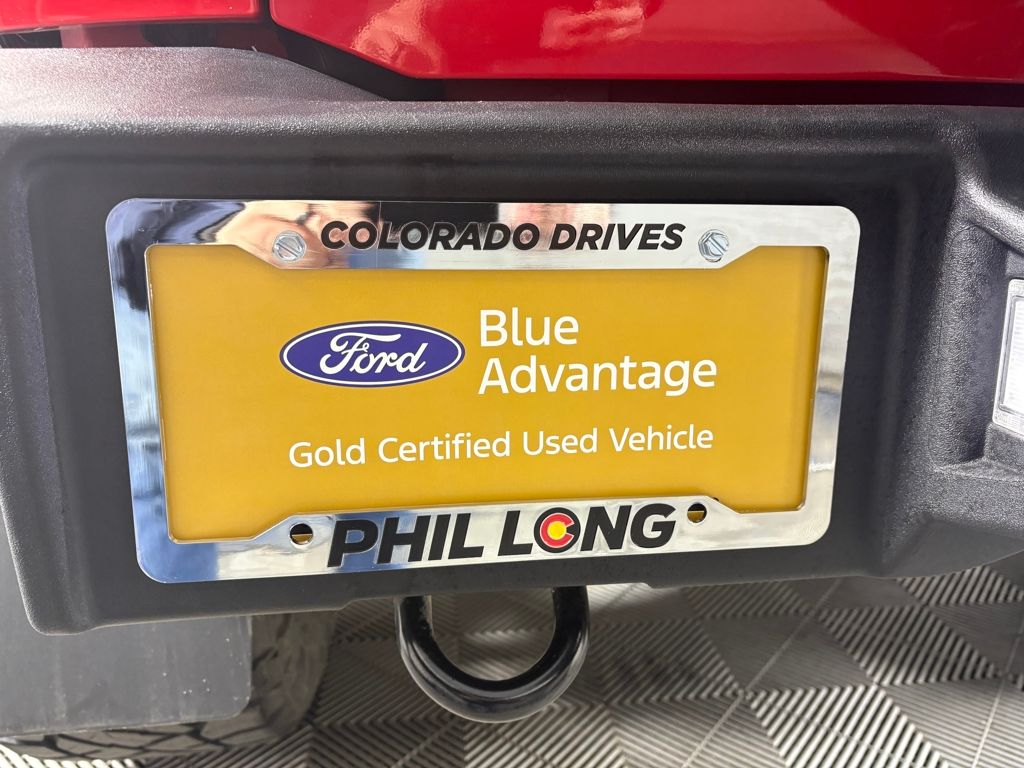 COLORADO DRIVES
Ford
Blue
Advantage
Gold Certified Used Vehicle
PHIL LONG